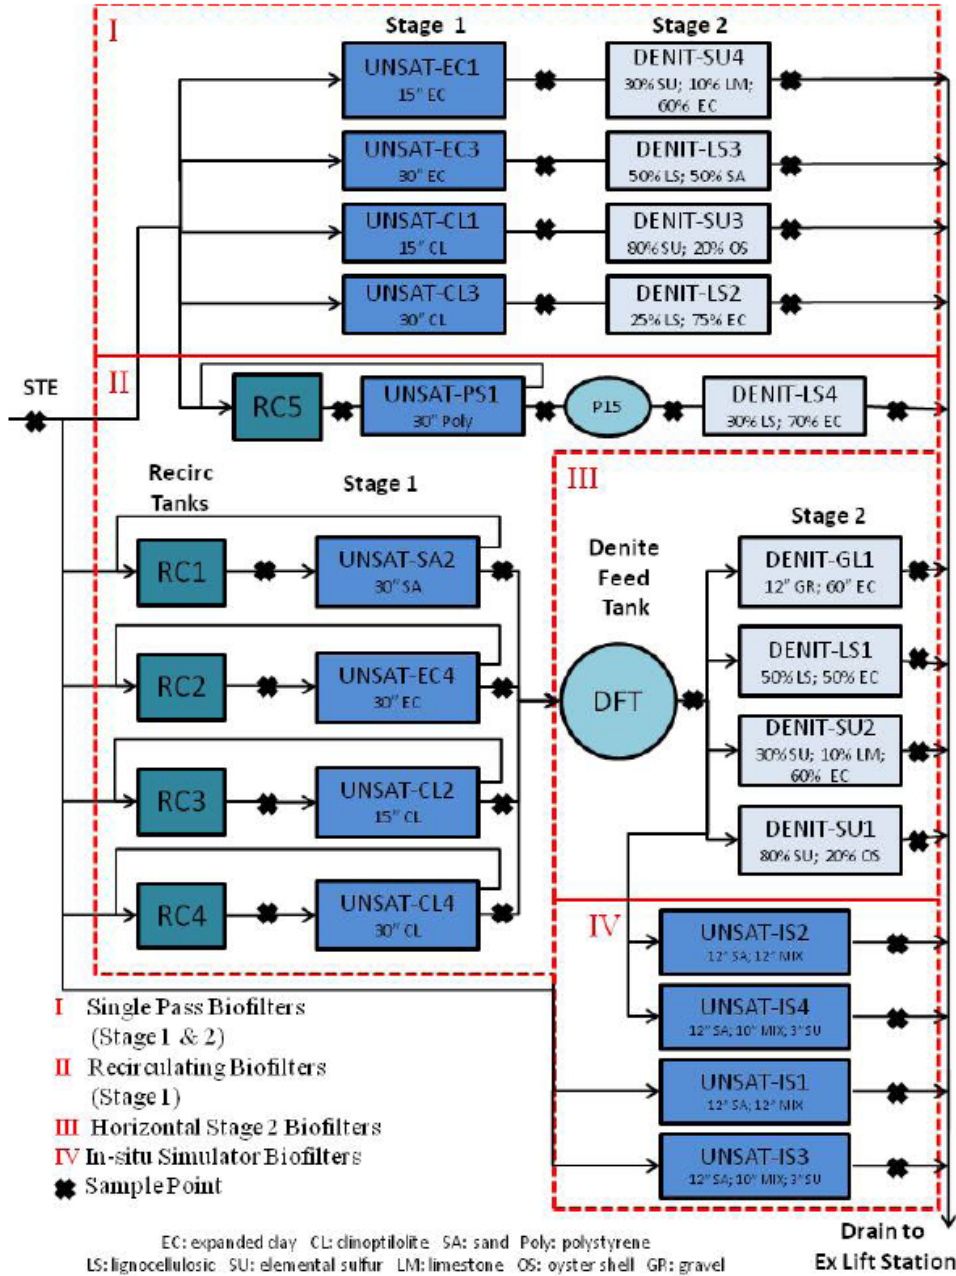 I
Stage 1
Stage 2
UNSAT-EC1
15" EC
DENIT-SU4
30% SU; 10% LM;
60% EC
UNSAT-EC3
30" EC
DENIT-LS3
50% LS; 50% SA
UNSAT-CL1
15" CL
DENIT-SU3
80% SU; 20% OS
UNSAT-CL3
30" CL
DENIT-LS2
25% LS; 75% EC
STE
II
RC5
UNSAT-PS1
30" Poly
P15
DENIT-LS4
30% LS; 70% EC
Recirc
Tanks
Stage 1
III
Stage 2
RC1
UNSAT-SA2
30" SA
Denite
Feed
Tank
DENIT-GL1
12" GR; 60" EC
RC2
UNSAT-EC4
30" EC
DFT
DENIT-LS1
50% LS; 50% EC
RC3
UNSAT-CL2
15" CL
DENIT-SU2
30% SU; 10% LM;
60% EC
RC4
UNSAT-CL4
30" CL
DENIT-SU1
80% SU; 20% OS
IV
UNSAT-IS2
12" SA; 12" MIX
UNSAT-IS4
12" SA; 10" MIX; 3" SU
UNSAT-IS1
12" SA; 12" MIX
UNSAT-IS3
12" SA; 10" MIX; 3" SU
I Single Pass Biofilters
(Stage 1 & 2)
II Recirculating Biofilters
(Stage 1)
III Horizontal Stage 2 Biofilters
IV In-situ Simulator Biofilters
Sample Point
Drain to
Ex Lift Station
EC: expanded clay CL: clinoptilolite SA: sand Poly: polystyrene
LS: lignocellulosic SU: elemental sulfur LM: limestone OS: oyster shell GR: gravel